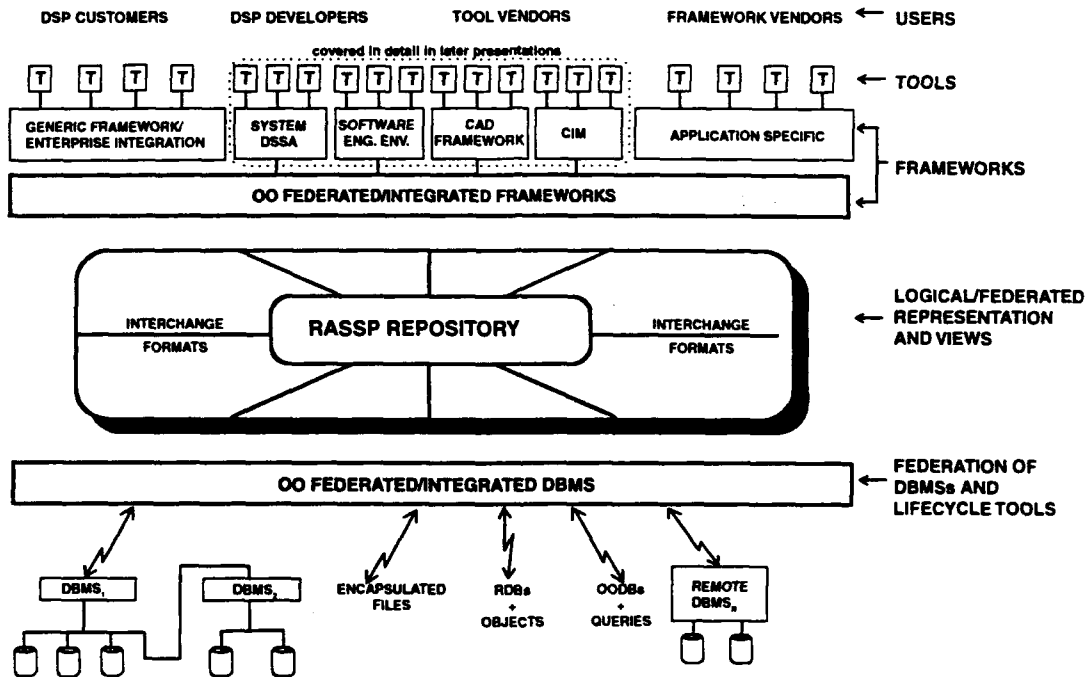 DSP CUSTOMERS DSP DEVELOPERS TOOL VENDORS FRAMEWORK VENDORS ← USERS
covered in detail in later presentations
T T T T T T T T T T T T T T T T T T T T ← TOOLS
GENERIC FRAMEWORK/
ENTERPRISE INTEGRATION
SYSTEM
DSSA
SOFTWARE
ENG. ENV.
CAD
FRAMEWORK
CIM
APPLICATION SPECIFIC
FRAMEWORKS
OO FEDERATED/INTEGRATED FRAMEWORKS
INTERCHANGE
FORMATS
RASSP REPOSITORY
INTERCHANGE
FORMATS
LOGICAL/FEDERATED
REPRESENTATION
AND VIEWS
OO FEDERATED/INTEGRATED DBMS
FEDERATION OF
DBMSs AND
LIFECYCLE TOOLS
DBMS1
DBMS2
ENCAPSULATED
FILES
RDBs
+
OBJECTS
OODBs
+
QUERIES
REMOTE
DBMSn